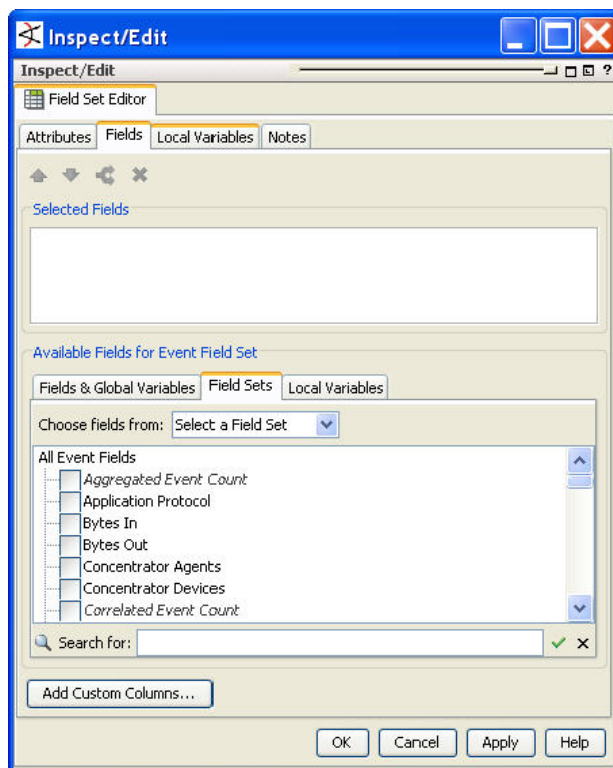 Inspect/Edit
Inspect/Edit ?
Field Set Editor
Attributes Fields Local Variables Notes
Selected Fields
Available Fields for Event Field Set
Fields & Global Variables Field Sets Local Variables
Choose fields from: Select a Field Set
All Event Fields
Aggregated Event Count
Application Protocol
Bytes In
Bytes Out
Concentrator Agents
Concentrator Devices
Correlated Event Count
Search for:
Add Custom Columns...
OK Cancel Apply Help